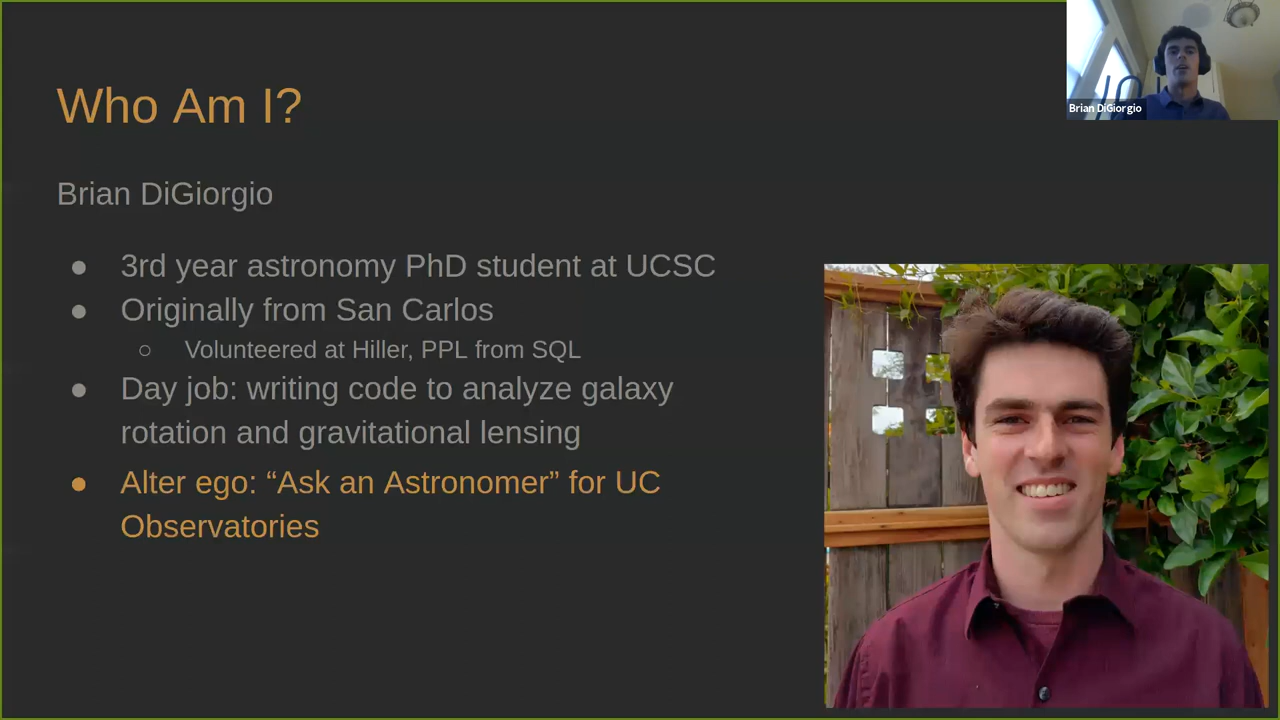 Who Am I?
Brian DiGiorgio
Brian DiGiorgio
● 3rd year astronomy PhD student at UCSC
● Originally from San Carlos
○ Volunteered at Hiller, PPL from SQL
● Day job: writing code to analyze galaxy
rotation and gravitational lensing
● Alter ego: “Ask an Astronomer” for UC
Observatories